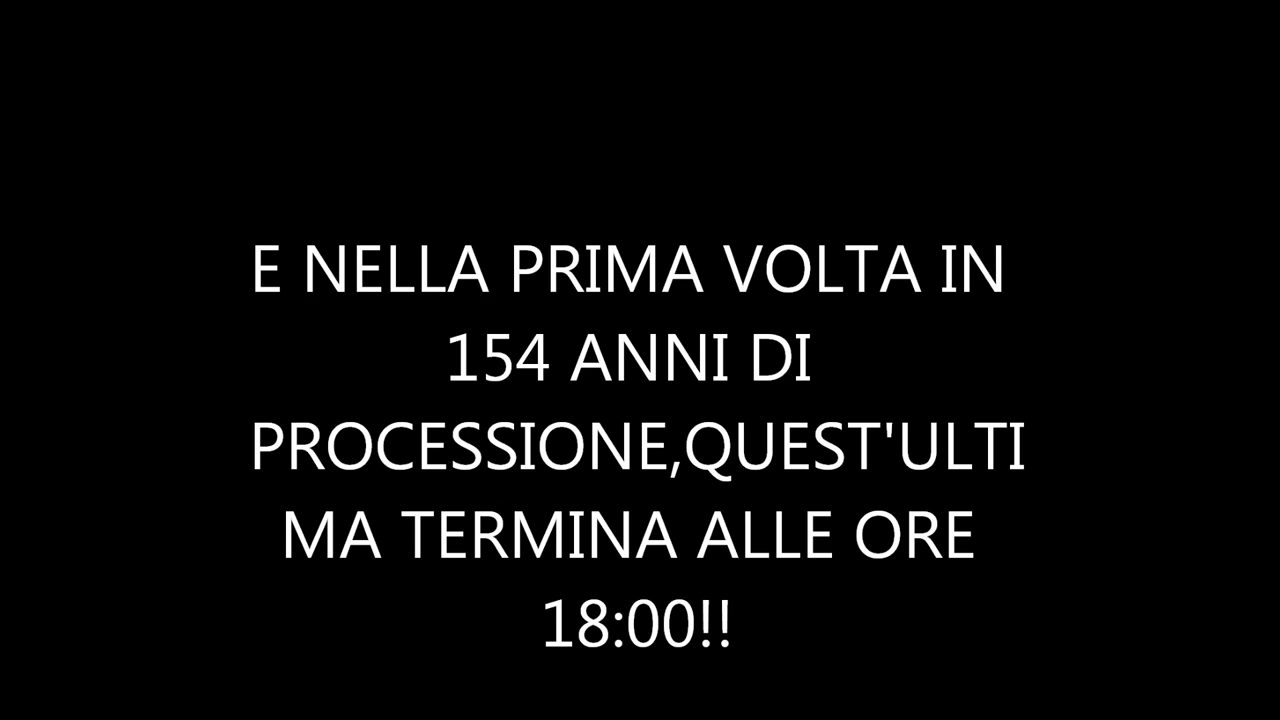 E NELLA PRIMA VOLTA IN
154 ANNI DI
PROCESSIONE,QUEST'ULTI
MA TERMINA ALLE ORE
18:00!!